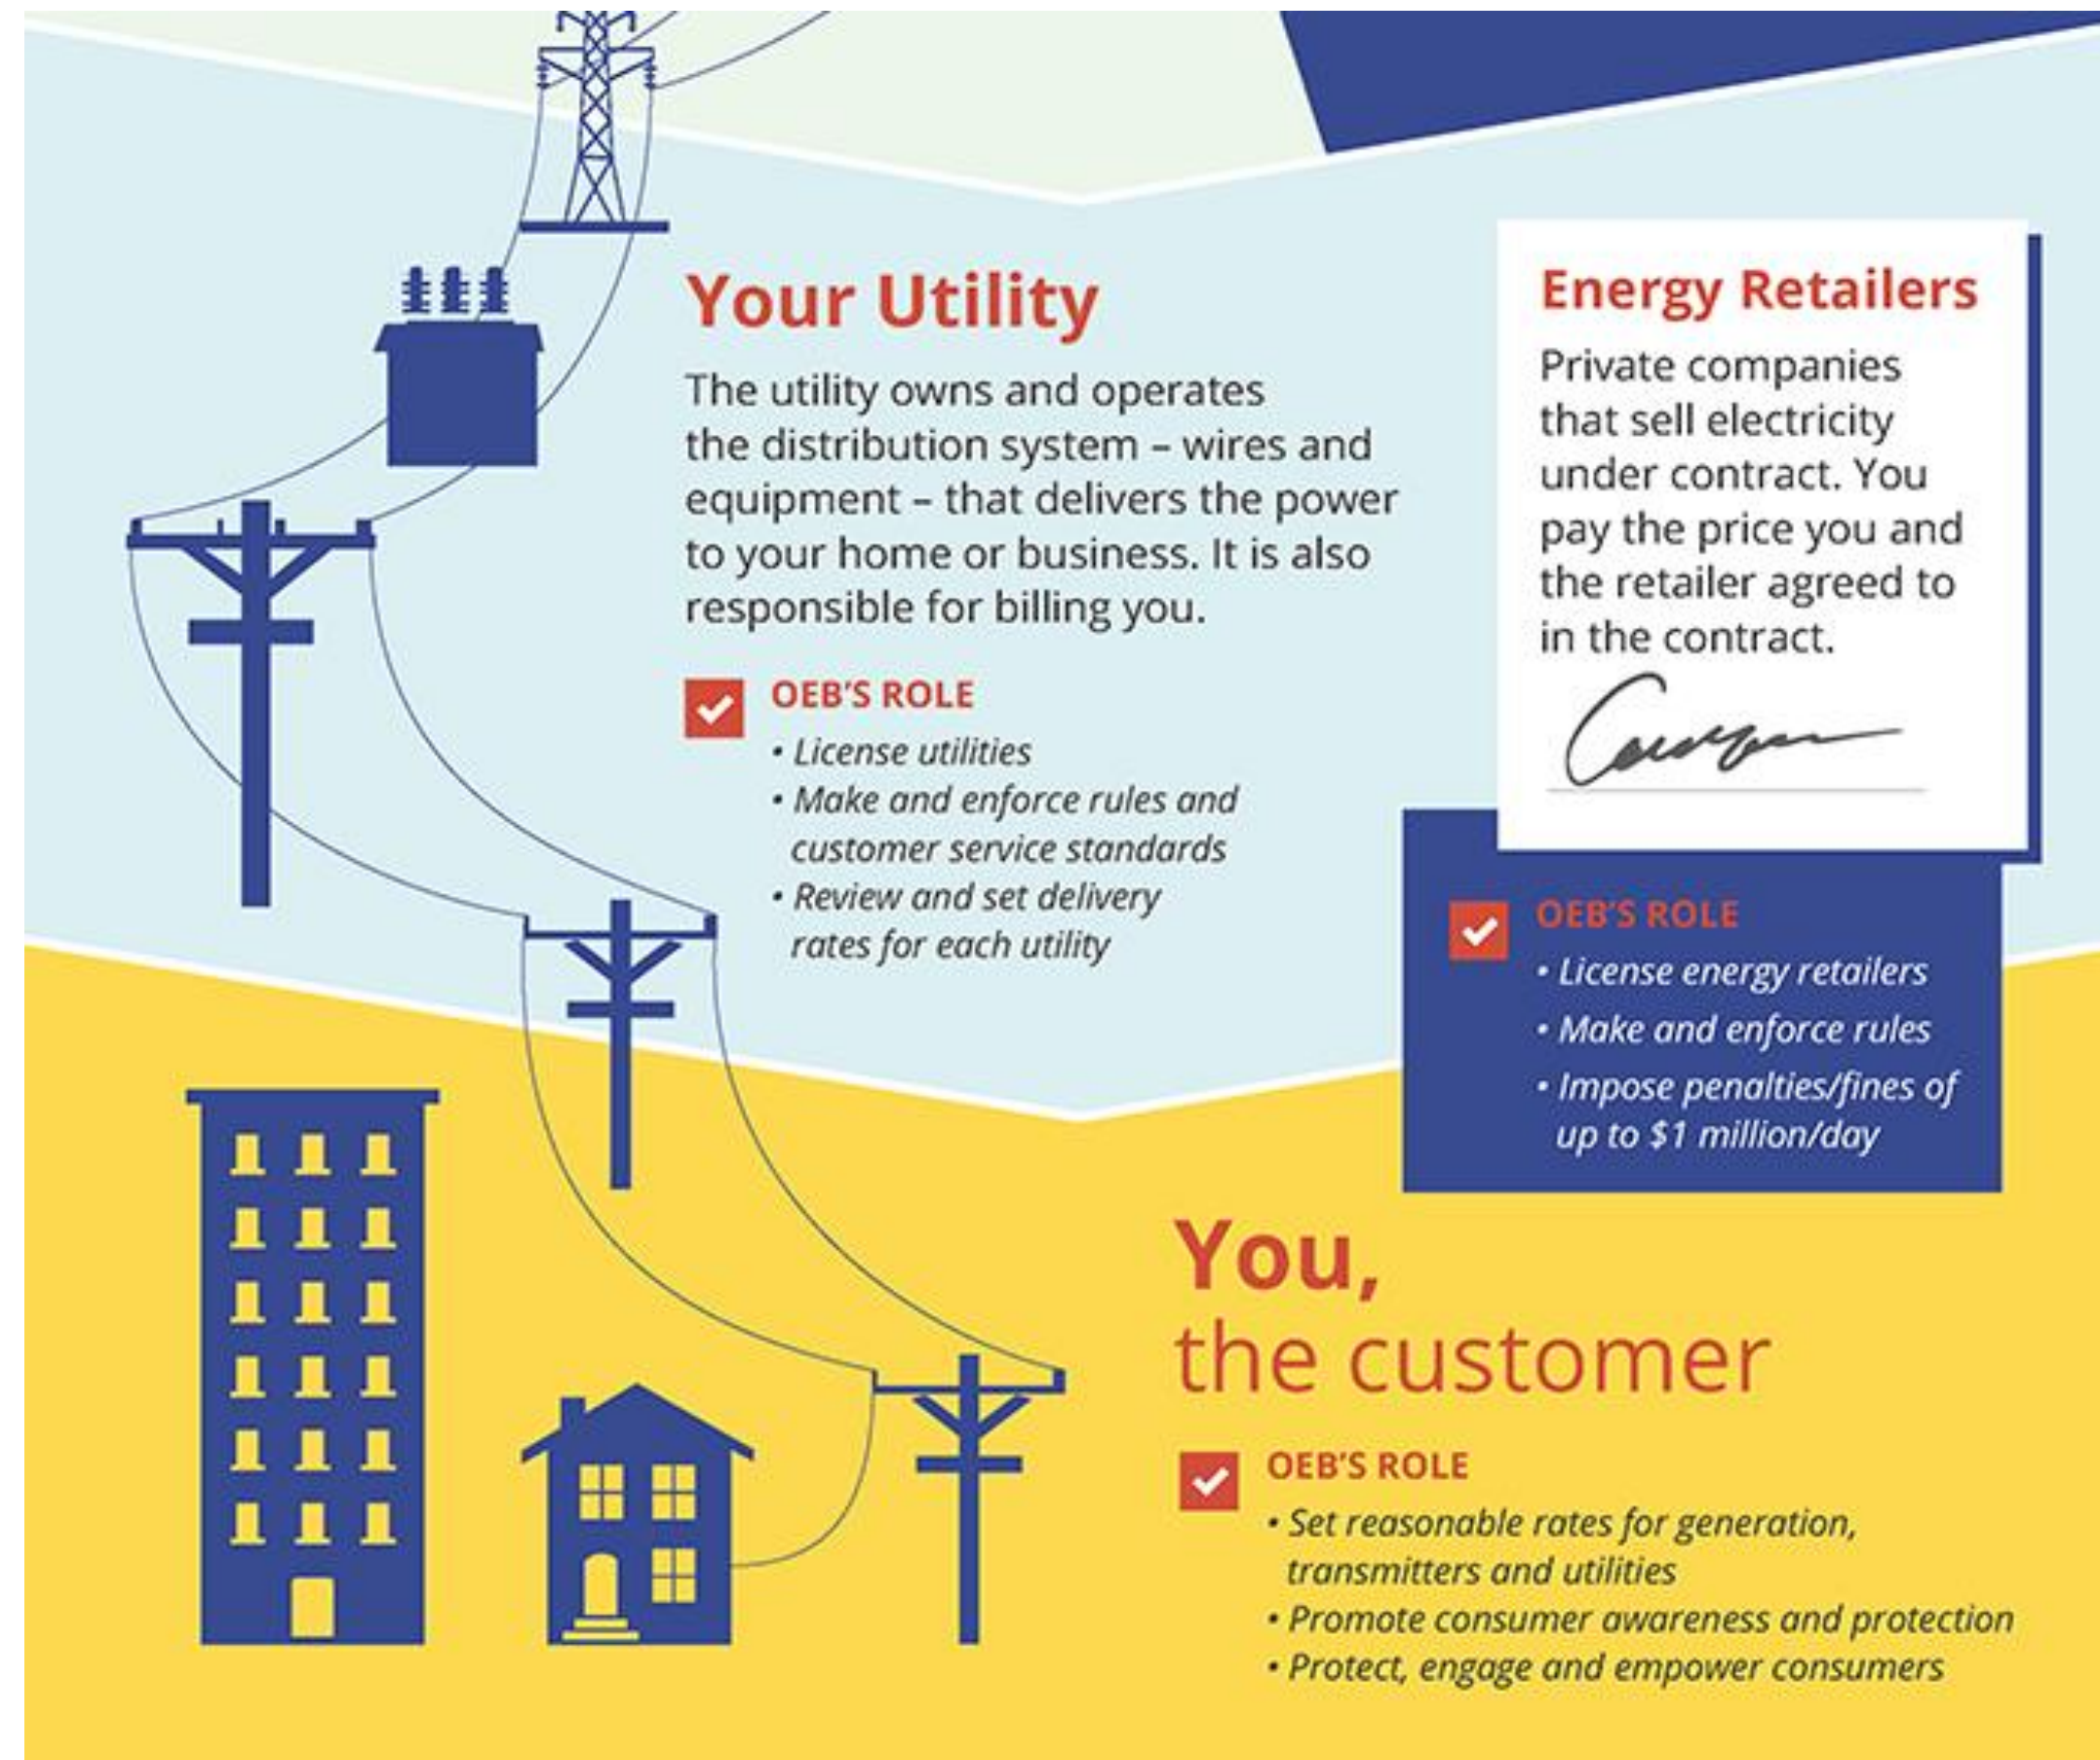 Your Utility
The utility owns and operates
the distribution system – wires and
equipment – that delivers the power
to your home or business. It is also
responsible for billing you.
OEB'S ROLE
• License utilities
• Make and enforce rules and
customer service standards
• Review and set delivery
rates for each utility
Energy Retailers
Private companies
that sell electricity
under contract. You
pay the price you and
the retailer agreed to
in the contract.
OEB'S ROLE
• License energy retailers
• Make and enforce rules
• Impose penalties/fines of
up to $1 million/day
You,
the customer
OEB'S ROLE
• Set reasonable rates for generation,
transmitters and utilities
• Promote consumer awareness and protection
• Protect, engage and empower consumers